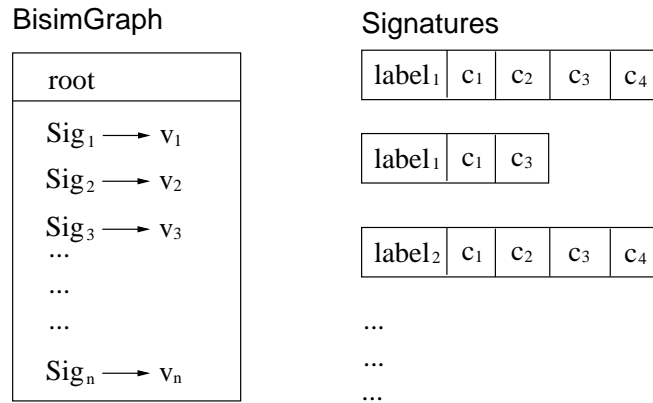 BisimGraph
root
Sig₁ → v₁
Sig₂ → v₂
Sig₃ → v₃
...
...
...
Sigₙ → vₙ
Signatures
label₁ c₁ c₂ c₃ c₄
label₁ c₁ c₃
label₂ c₁ c₂ c₃ c₄
...
...
...